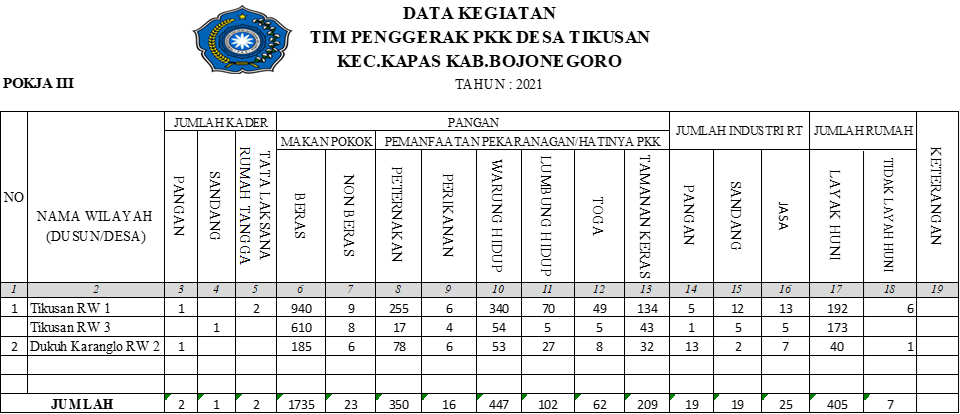 DATA KEGIATAN
TIM PENGGERAK PKK DESA TIKUSAN
KEC.KAPAS KAB.BOJONEGORO
POKJA III
TAHUN : 2021
NO
NAMA WILAYAH
(DUSUN/DESA)
JUMLAH KADER
PANGAN
SANDANG
TATA LAKSANA
RUMAH TANGGA
PANGAN
MAKAN POKOK
BERAS
NON BERAS
PEMANFAATAN PEKARANAGAN/HATINYA PKK
PETERNAKAN
PERIKANAN
WARUNG HIDUP
LUMBUNG HIDUP
TOGA
TAMANAN KERAS
JUMLAH INDUSTRI RT
PANGAN
SANDANG
JASA
JUMLAH RUMAH
LAYAK HUNI
TIDAK LAYAH HUNI
KETERANGAN
1 2 3 4 5 6 7 8 9 10 11 12 13 14 15 16 17 18 19
1 Tikusan RW 1 1 2 940 9 255 6 340 70 49 134 5 12 13 192 6
Tikusan RW 3 1 610 8 17 4 54 5 5 43 1 5 5 173
2 Dukuh Karanglo RW 2 1 185 6 78 6 53 27 8 32 13 2 7 40 1
JUMLAH 2 1 2 1735 23 350 16 447 102 62 209 19 19 25 405 7